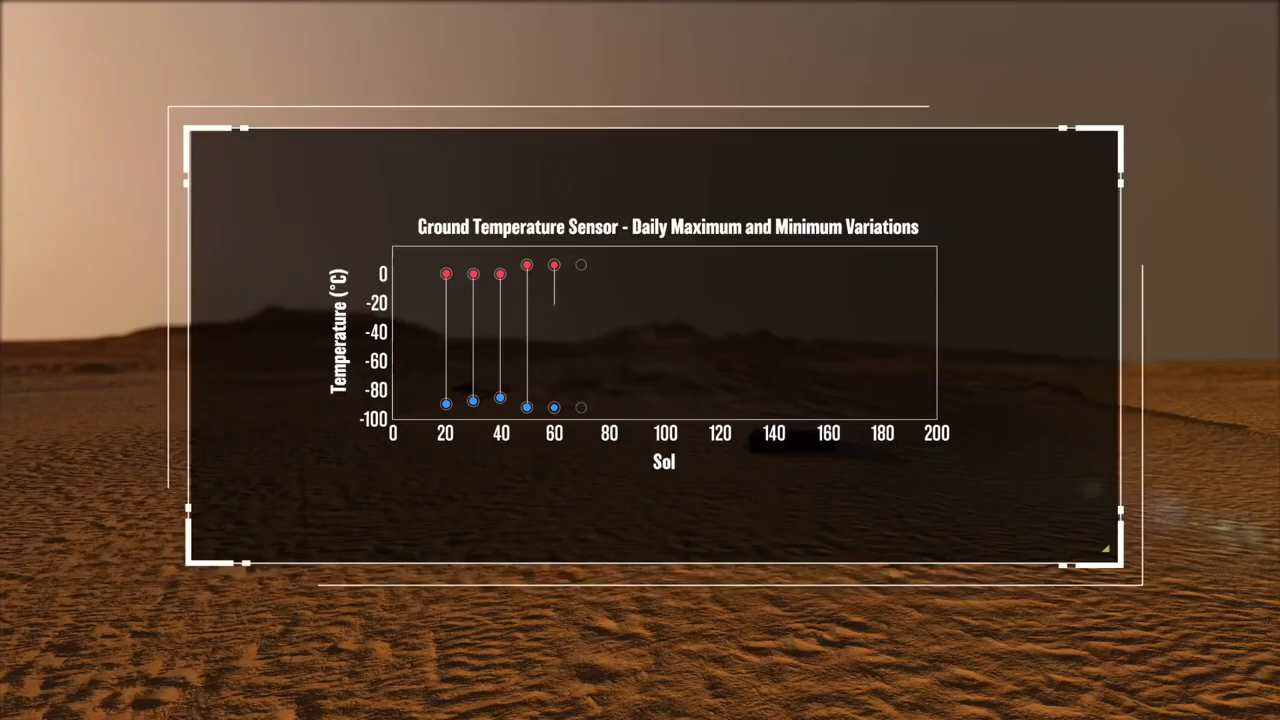 Ground Temperature Sensor - Daily Maximum and Minimum Variations
Temperature (°C)
0
-20
-40
-60
-80
-100
0 20 40 60 80 100 120 140 160 180 200
Sol